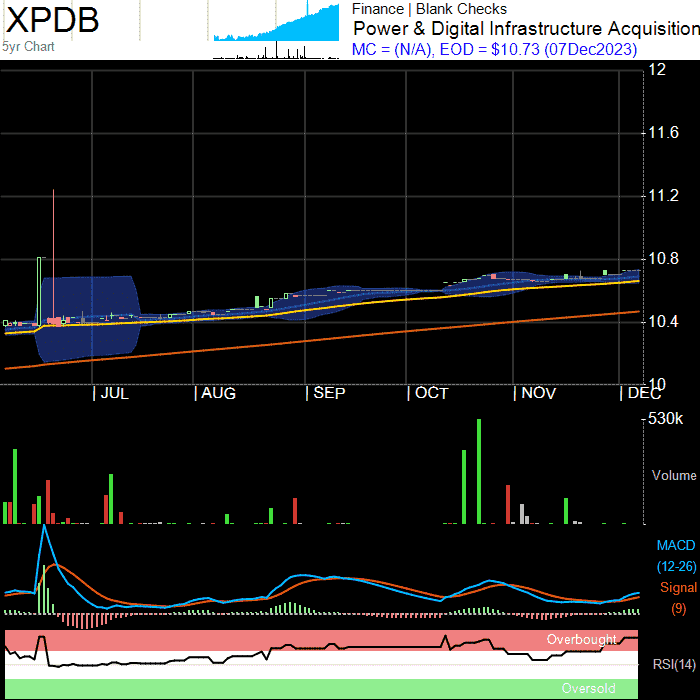 XPDB
5yr Chart
Finance | Blank Checks
Power & Digital Infrastructure Acquisition
MC = (N/A), EOD = $10.73 (07Dec2023)
12
11.6
11.2
10.8
10.4
10
JUL
AUG
SEP
OCT
NOV
DEC
530k
Volume
MACD
(12-26)
Signal
(9)
Overbought
RSI(14)
Oversold